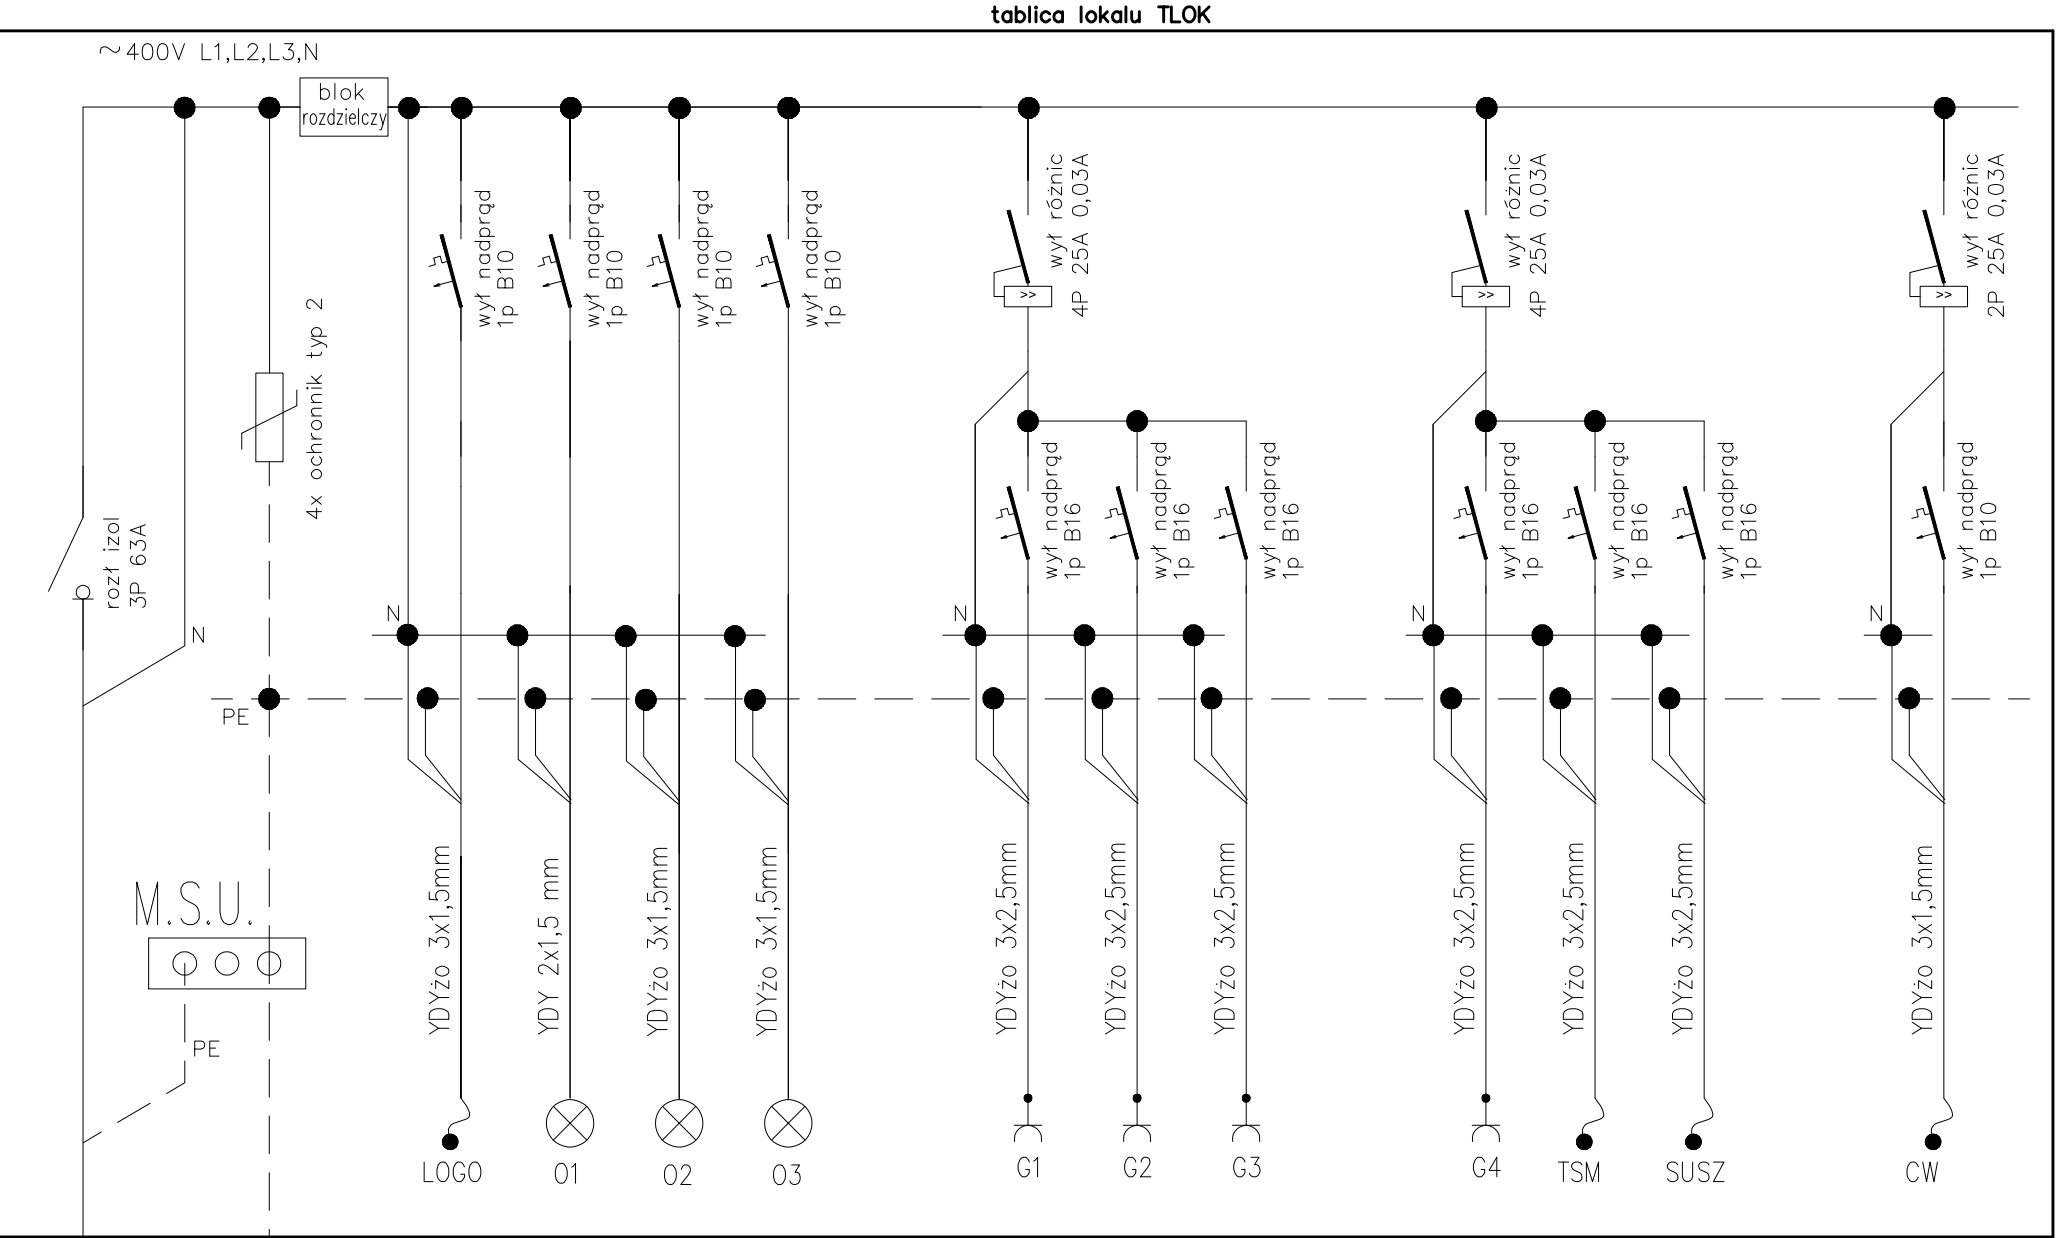 tablica lokalu TLOK
~400V L1,L2,L3,N
blok
rozdzielczy
4x ochronnik typ 2
rozł izol
3P 63A
N
PE
M.S.U.
PE
wył nadprąd
1p B10
wył nadprąd
1p B10
wył nadprąd
1p B10
wył nadprąd
1p B10
N
YDYżo 3x1,5mm
YDY 2x1,5 mm
YDYżo 3x1,5mm
YDYżo 3x1,5mm
LOGO
O1
O2
O3
wył różnic
4P 25A 0,03A
>>
wył nadprąd
1p B16
wył nadprąd
1p B16
wył nadprąd
1p B16
N
YDYżo 3x2,5mm
YDYżo 3x2,5mm
YDYżo 3x2,5mm
G1
G2
G3
wył różnic
4P 25A 0,03A
>>
wył nadprąd
1p B16
wył nadprąd
1p B16
wył nadprąd
1p B16
N
YDYżo 3x2,5mm
YDYżo 3x2,5mm
YDYżo 3x2,5mm
G4
TSM
SUSZ
wył różnic
2P 25A 0,03A
>>
wył nadprąd
1p B10
N
YDYżo 3x1,5mm
CW